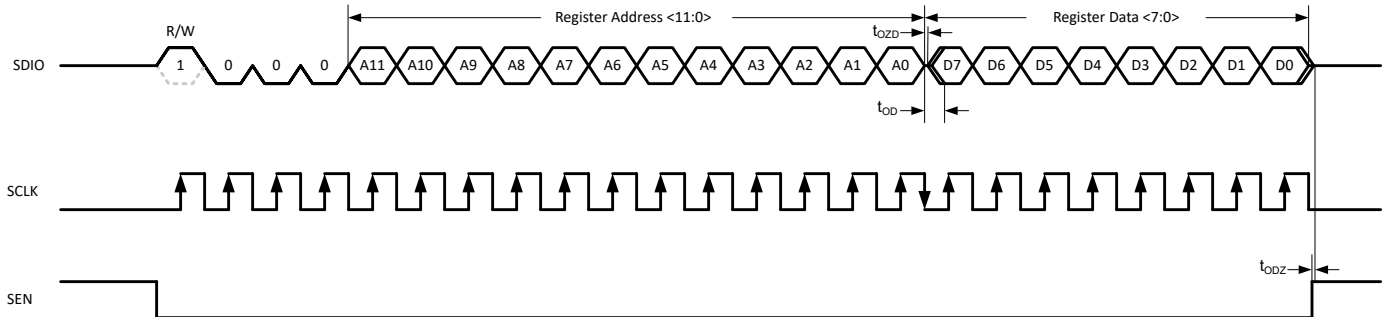 Register Address <11:0>
Register Data <7:0>
R/W
tOZD
SDIO
1 0 0 0 A11 A10 A9 A8 A7 A6 A5 A4 A3 A2 A1 A0 D7 D6 D5 D4 D3 D2 D1 D0
tOD
SCLK
tODZ
SEN